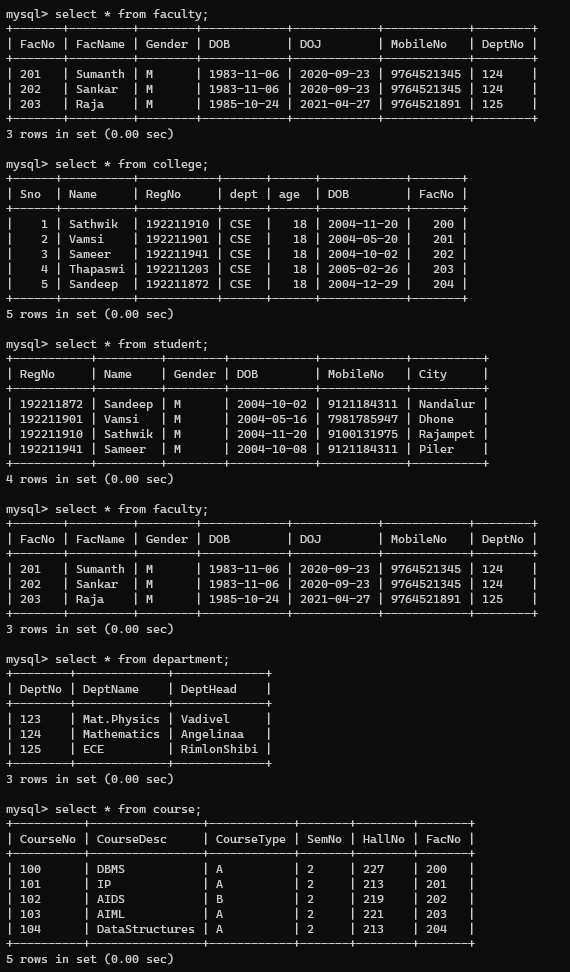 mysql> select * from faculty;
+-------+---------+--------+------------+------------+------------+--------+
| FacNo | FacName | Gender | DOB        | DOJ        | MobileNo   | DeptNo |
+-------+---------+--------+------------+------------+------------+--------+
| 201   | Sumanth | M      | 1983-11-06 | 2020-09-23 | 9764521345 | 124    |
| 202   | Sankar  | M      | 1983-11-06 | 2020-09-23 | 9764521345 | 124    |
| 203   | Raja    | M      | 1985-10-24 | 2021-04-27 | 9764521891 | 125    |
+-------+---------+--------+------------+------------+------------+--------+
3 rows in set (0.00 sec)

mysql> select * from college;
+------+----------+-----------+------+------+------------+-------+
| Sno  | Name     | RegNo     | dept | age  | DOB        | FacNo |
+------+----------+-----------+------+------+------------+-------+
|    1 | Sathwik  | 192211910 | CSE  |   18 | 2004-11-20 |   200 |
|    2 | Vamsi    | 192211901 | CSE  |   18 | 2004-05-20 |   201 |
|    3 | Sameer   | 192211941 | CSE  |   18 | 2004-10-02 |   202 |
|    4 | Thapaswi | 192211203 | CSE  |   18 | 2005-02-26 |   203 |
|    5 | Sandeep  | 192211872 | CSE  |   18 | 2004-12-29 |   204 |
+------+----------+-----------+------+------+------------+-------+
5 rows in set (0.00 sec)

mysql> select * from student;
+-----------+---------+--------+------------+------------+----------+
| RegNo     | Name    | Gender | DOB        | MobileNo   | City     |
+-----------+---------+--------+------------+------------+----------+
| 192211872 | Sandeep | M      | 2004-10-02 | 9121184311 | Nandalur |
| 192211901 | Vamsi   | M      | 2004-05-16 | 7981785947 | Dhone    |
| 192211910 | Sathwik | M      | 2004-11-20 | 9100131975 | Rajampet |
| 192211941 | Sameer  | M      | 2004-10-08 | 9121184311 | Piler    |
+-----------+---------+--------+------------+------------+----------+
4 rows in set (0.00 sec)

mysql> select * from faculty;
+-------+---------+--------+------------+------------+------------+--------+
| FacNo | FacName | Gender | DOB        | DOJ        | MobileNo   | DeptNo |
+-------+---------+--------+------------+------------+------------+--------+
| 201   | Sumanth | M      | 1983-11-06 | 2020-09-23 | 9764521345 | 124    |
| 202   | Sankar  | M      | 1983-11-06 | 2020-09-23 | 9764521345 | 124    |
| 203   | Raja    | M      | 1985-10-24 | 2021-04-27 | 9764521891 | 125    |
+-------+---------+--------+------------+------------+------------+--------+
3 rows in set (0.00 sec)

mysql> select * from department;
+--------+-------------+-------------+
| DeptNo | DeptName    | DeptHead    |
+--------+-------------+-------------+
| 123    | Mat.Physics | Vadivel     |
| 124    | Mathematics | Angelinaa   |
| 125    | ECE         | RimlonShibi |
+--------+-------------+-------------+
3 rows in set (0.00 sec)

mysql> select * from course;
+----------+----------------+------------+-------+--------+-------+
| CourseNo | CourseDesc     | CourseType | SemNo | HallNo | FacNo |
+----------+----------------+------------+-------+--------+-------+
| 100      | DBMS           | A          | 2     | 227    | 200   |
| 101      | IP             | A          | 2     | 213    | 201   |
| 102      | AIDS           | B          | 2     | 219    | 202   |
| 103      | AIML           | A          | 2     | 221    | 203   |
| 104      | DataStructures | A          | 2     | 213    | 204   |
+----------+----------------+------------+-------+--------+-------+
5 rows in set (0.00 sec)